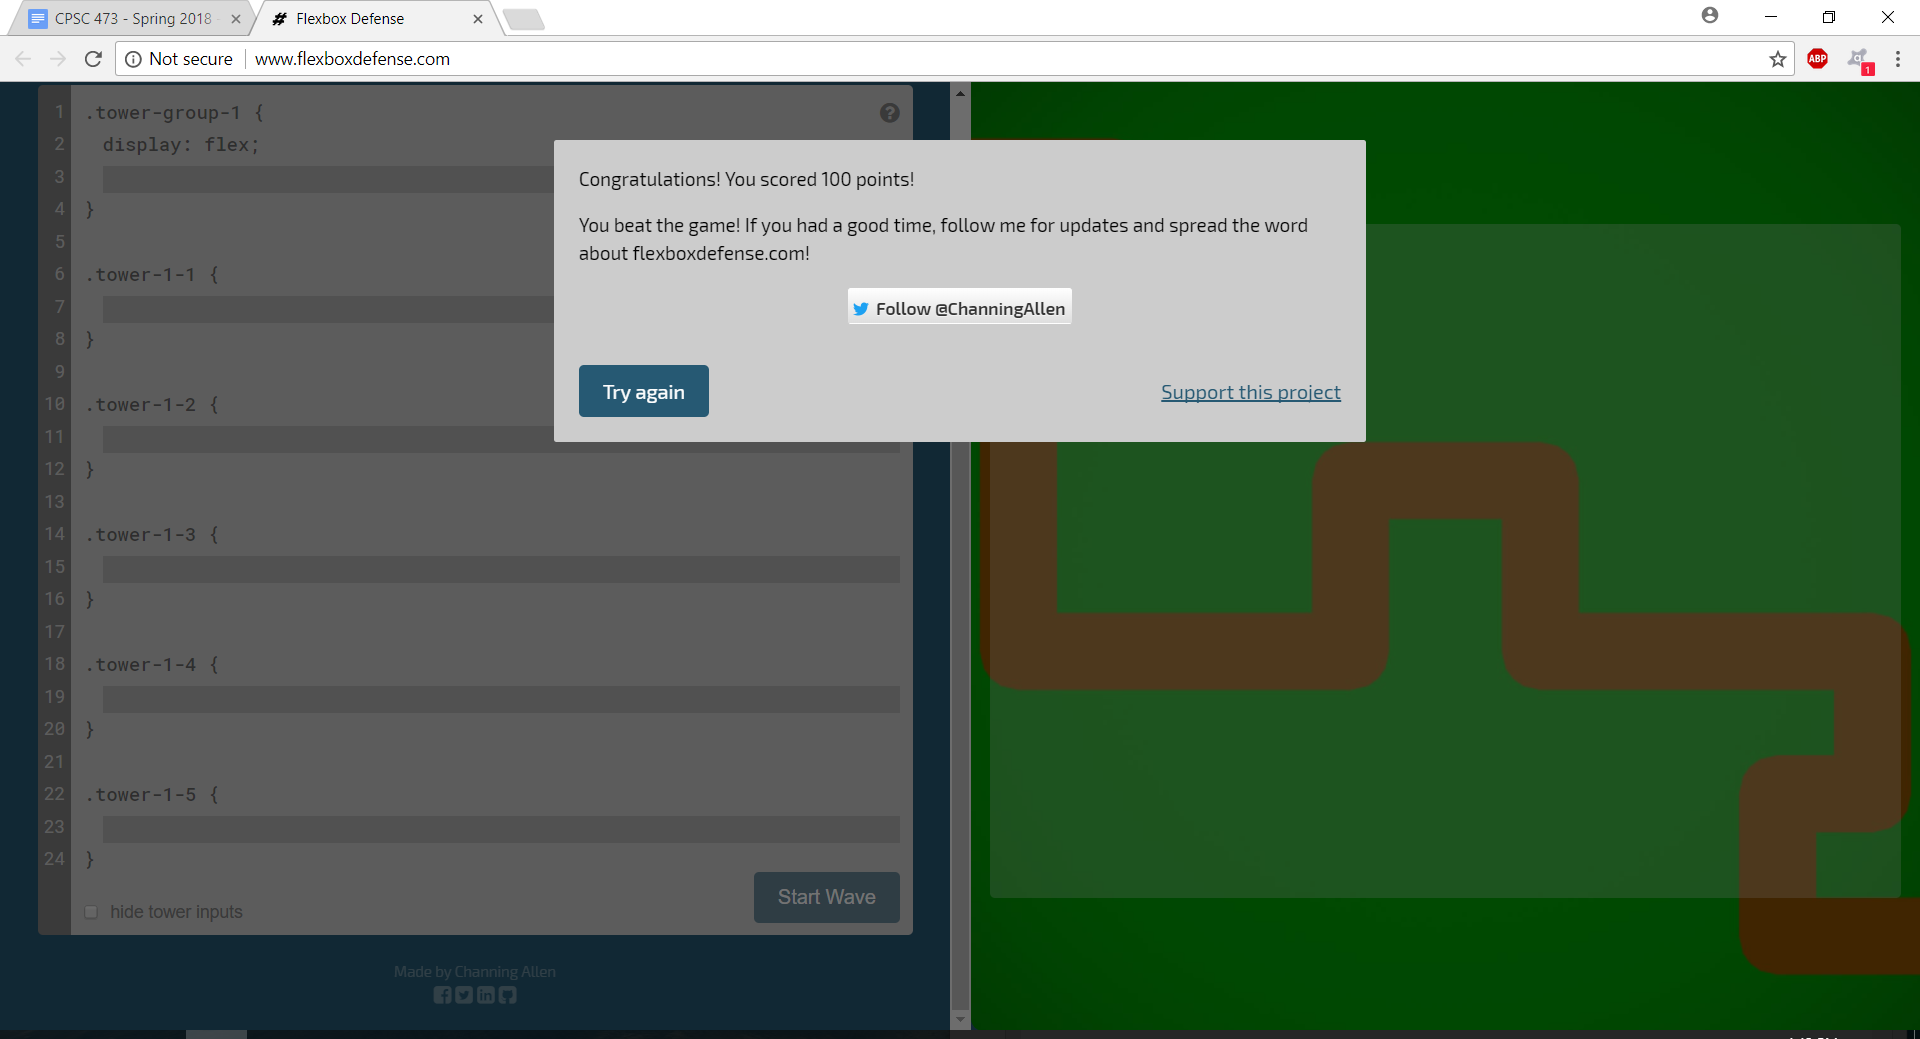 CPSC 473 - Spring 2018
Flexbox Defense
Not secure
www.flexboxdefense.com
ABP
1
1 .tower-group-1 {
2 display: flex;
3
4 }
5
6 .tower-1-1 {
7
8 }
9
10 .tower-1-2 {
11
12 }
13
14 .tower-1-3 {
15
16 }
17
18 .tower-1-4 {
19
20 }
21
22 .tower-1-5 {
23
24 }
?
hide tower inputs
Start Wave
Made by Channing Allen
Congratulations! You scored 100 points!
You beat the game! If you had a good time, follow me for updates and spread the word
about flexboxdefense.com!
Follow @ChanningAllen
Try again
Support this project